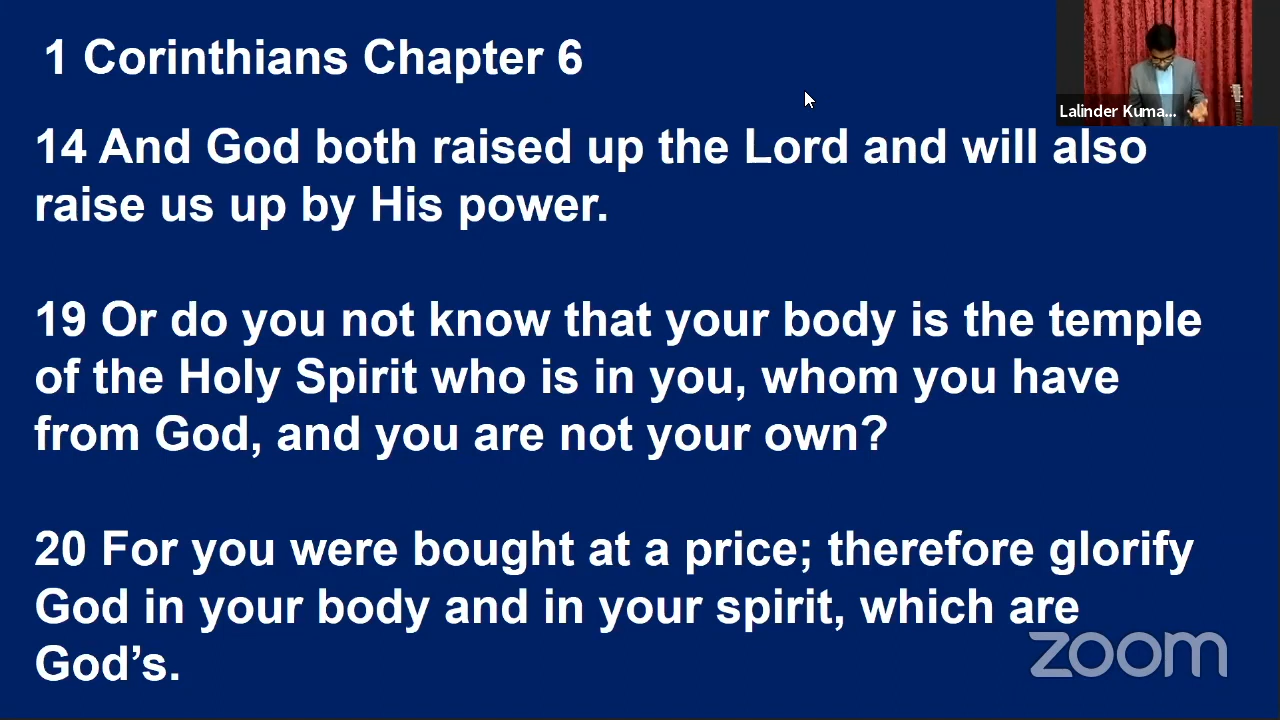 1 Corinthians Chapter 6
Lalinder Kuma...
14 And God both raised up the Lord and will also
raise us up by His power.
19 Or do you not know that your body is the temple
of the Holy Spirit who is in you, whom you have
from God, and you are not your own?
20 For you were bought at a price; therefore glorify
God in your body and in your spirit, which are
God’s.
zoom